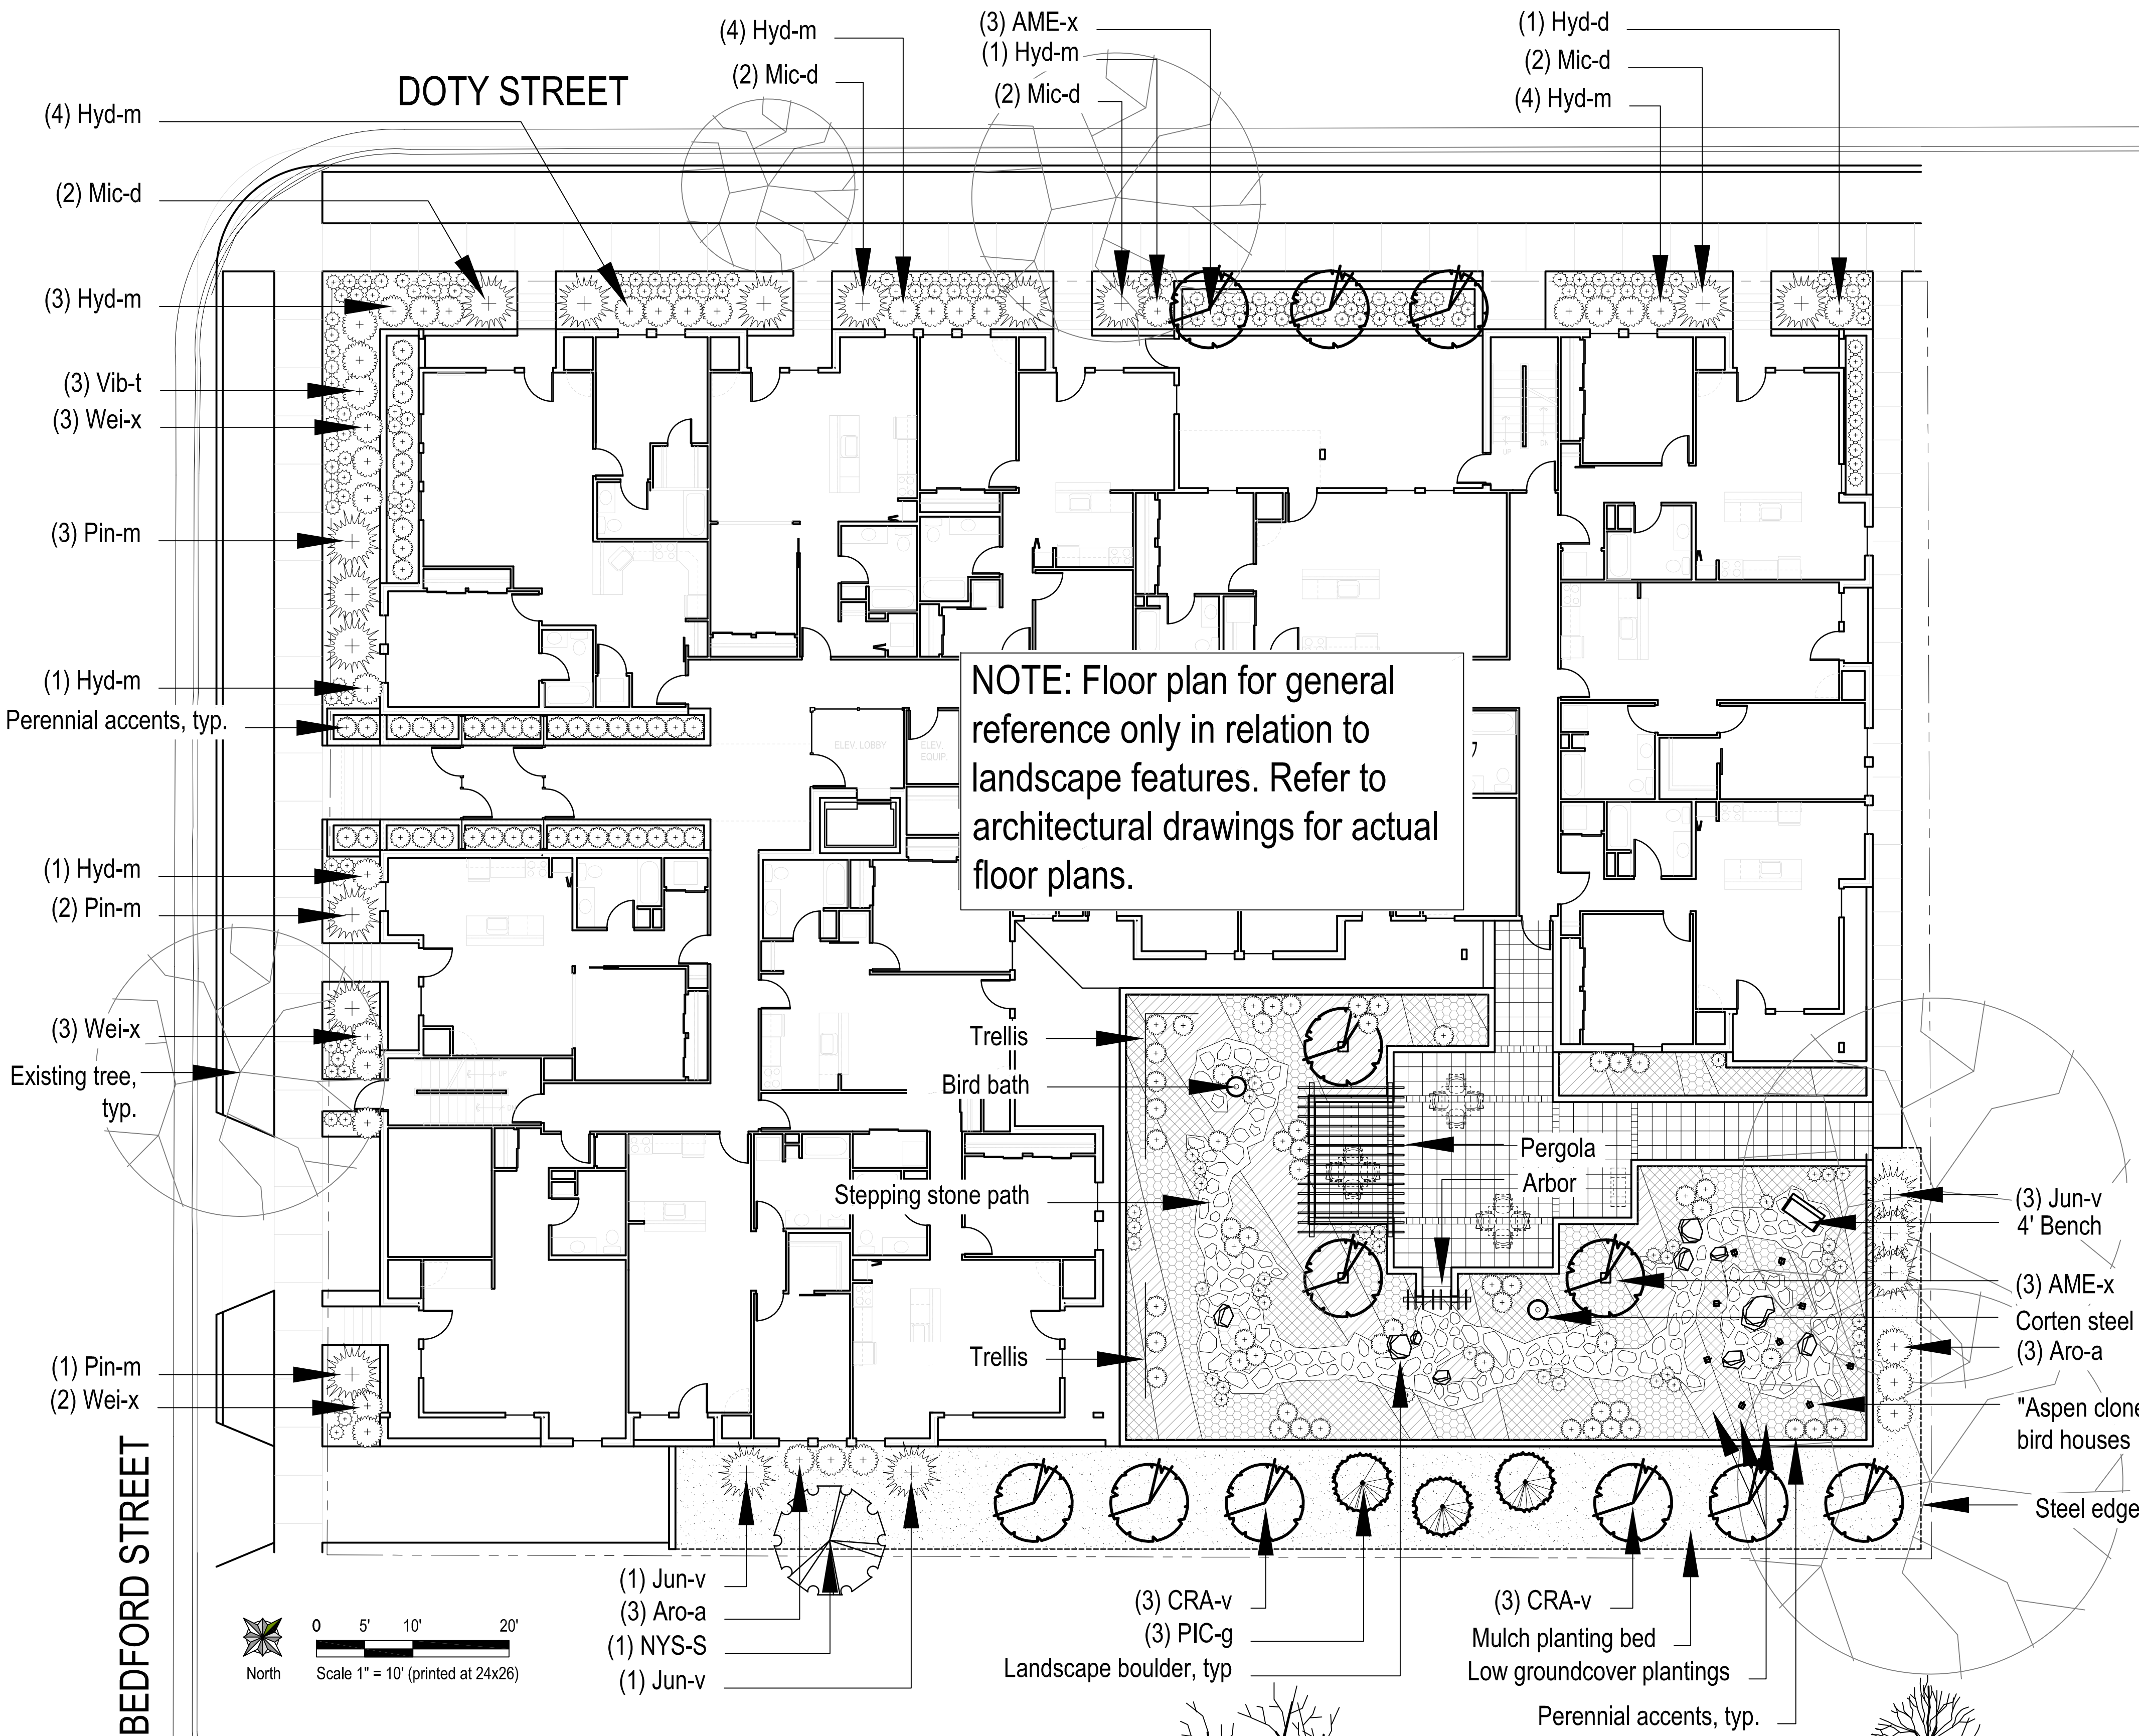 (4) Hyd-m
(2) Mic-d
(3) AME-x
(1) Hyd-m
(2) Mic-d
(1) Hyd-d
(2) Mic-d
(4) Hyd-m
DOTY STREET
(4) Hyd-m
(2) Mic-d
(3) Hyd-m
(3) Vib-t
(3) Wei-x
(3) Pin-m
(1) Hyd-m
Perennial accents, typ.
(1) Hyd-m
(2) Pin-m
(3) Wei-x
Existing tree,
typ.
(1) Pin-m
(2) Wei-x
BEDFORD STREET
ELEV. LOBBY
ELEV.
EQUIP.
NOTE: Floor plan for general
reference only in relation to
landscape features. Refer to
architectural drawings for actual
floor plans.
Trellis
Bird bath
Pergola
Arbor
Stepping stone path
Trellis
(3) Jun-v
4' Bench
(3) AME-x
Corten steel
(3) Aro-a
"Aspen clone
bird houses
Steel edge
(1) Jun-v
(3) Aro-a
(1) NYS-S
(1) Jun-v
(3) CRA-v
(3) PIC-g
Landscape boulder, typ
(3) CRA-v
Mulch planting bed
Low groundcover plantings
Perennial accents, typ.
North
0 5' 10' 20'
Scale 1" = 10' (printed at 24x26)